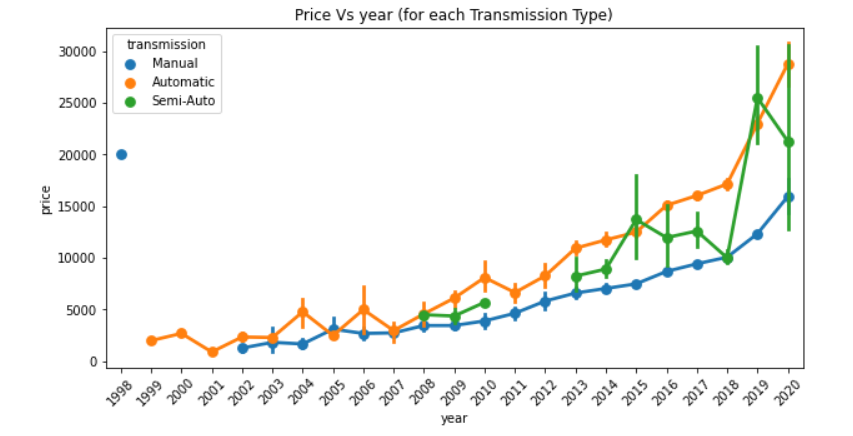 Price Vs year (for each Transmission Type)
transmission
Manual
Automatic
Semi-Auto
30000
25000
20000
15000
10000
5000
0
price
1998 1999 2000 2001 2002 2003 2004 2005 2006 2007 2008 2009 2010 2011 2012 2013 2014 2015 2016 2017 2018 2019 2020
year